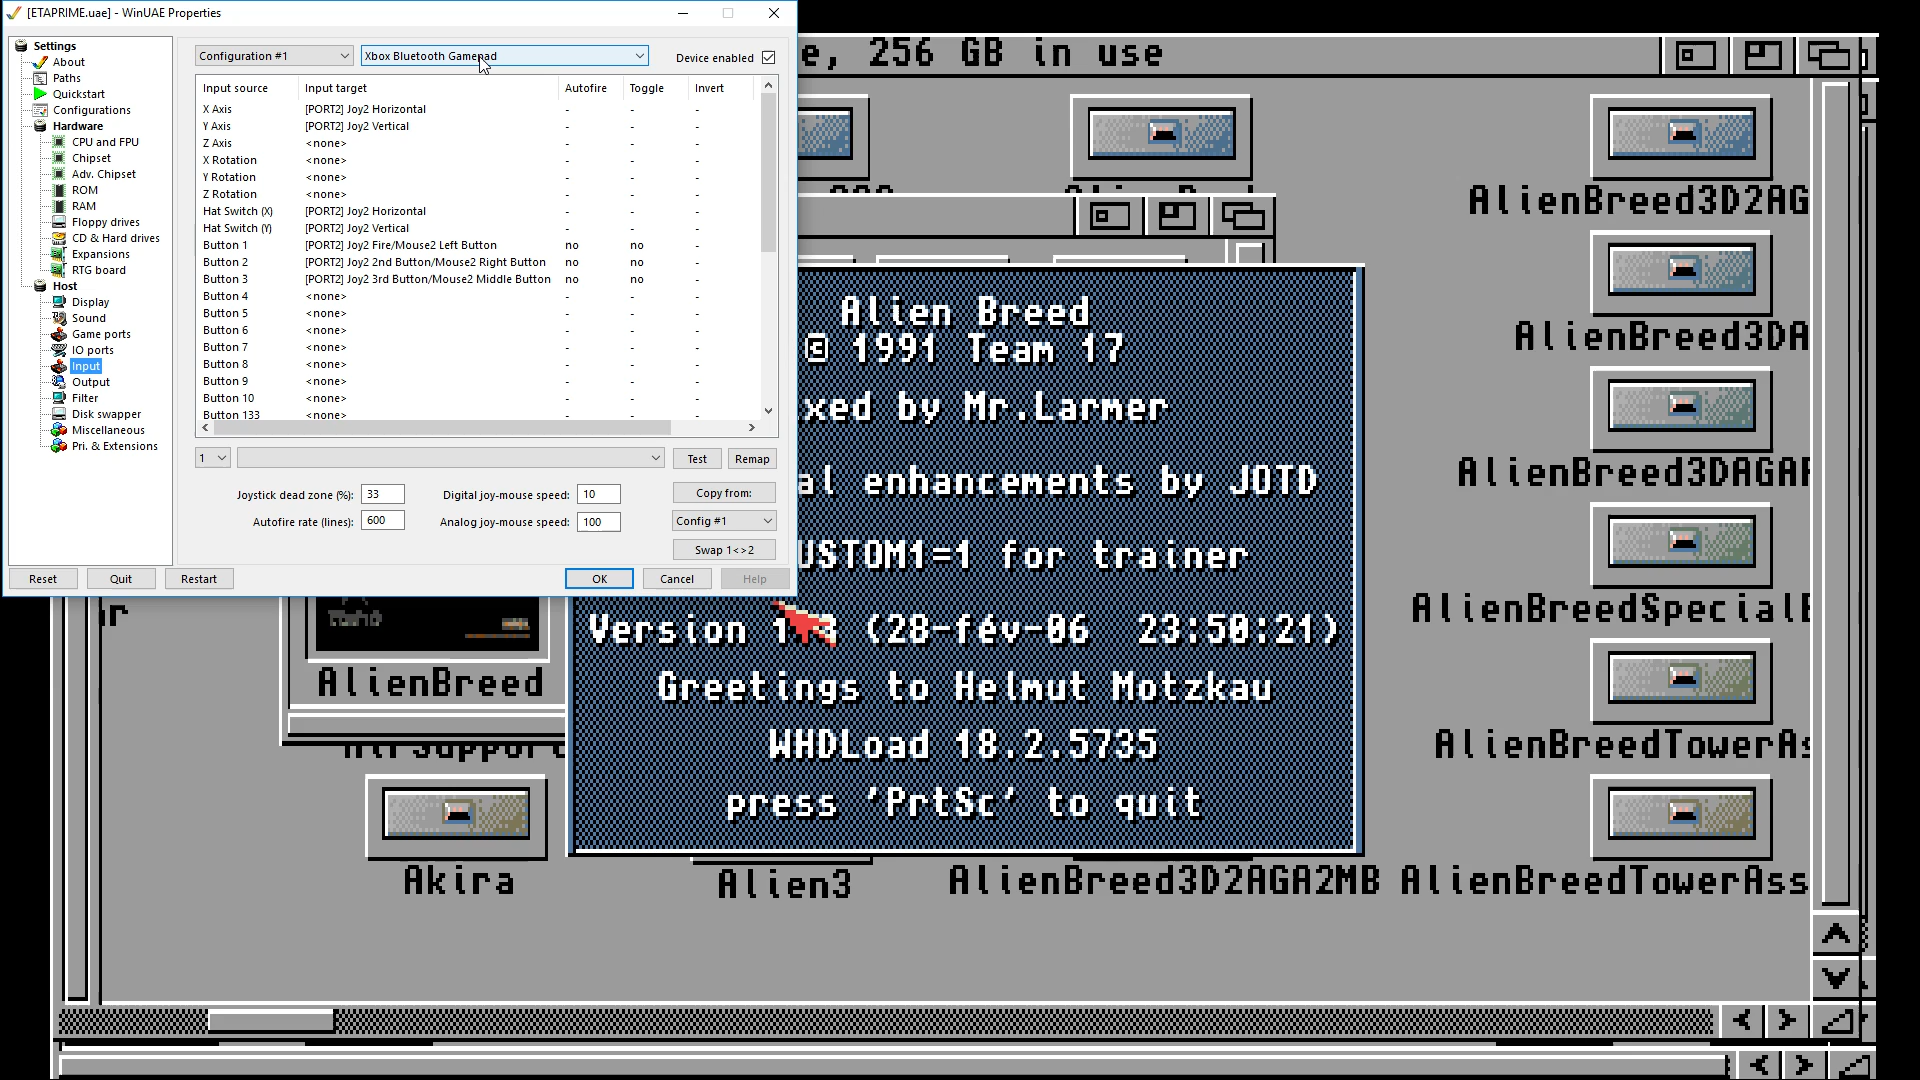 [ETAPRIME.uae] - WinUAE Properties
Settings
About
Paths
Quickstart
Configurations
Hardware
CPU and FPU
Chipset
Adv. Chipset
ROM
RAM
Floppy drives
CD & Hard drives
Expansions
RTG board
Host
Display
Sound
Game ports
IO ports
Input
Output
Filter
Disk swapper
Miscellaneous
Pri. & Extensions
Configuration #1 Xbox Bluetooth Gamepad Device enabled
Input source Input target Autofire Toggle Invert
X Axis [PORT2] Joy2 Horizontal - - -
Y Axis [PORT2] Joy2 Vertical - - -
Z Axis <none> - - -
X Rotation <none> - - -
Y Rotation <none> - - -
Z Rotation <none> - - -
Hat Switch (X) [PORT2] Joy2 Horizontal - - -
Hat Switch (Y) [PORT2] Joy2 Vertical - - -
Button 1 [PORT2] Joy2 Fire/Mouse2 Left Button no no -
Button 2 [PORT2] Joy2 2nd Button/Mouse2 Right Button no no -
Button 3 [PORT2] Joy2 3rd Button/Mouse2 Middle Button no no -
Button 4 <none> - - -
Button 5 <none> - - -
Button 6 <none> - - -
Button 7 <none> - - -
Button 8 <none> - - -
Button 9 <none> - - -
Button 10 <none> - - -
Button 133 <none> - - -
1 Test Remap
Joystick dead zone (%): 33 Digital joy-mouse speed: 10 Copy from:
Autofire rate (lines): 600 Analog joy-mouse speed: 100 Config #1
Swap 1<>2
Reset Quit Restart OK Cancel Help
e, 256 GB in use
AlienBreed3D2AG
AlienBreed3DA
AlienBreed3DAGA
AlienBreedSpecial
AlienBreedTowerAs
AlienBreedTowerAss
Alien Breed
© 1991 Team 17
xed by Mr.Larmer
al enhancements by JOTD
USTOM1=1 for trainer
Version (28-fév-06 23:50:21)
Greetings to Helmut Motzkau
WHDLoad 18.2.5735
press 'PrtSc' to quit
AlienBreed
Akira
Alien3
AlienBreed3D2AGA2MB